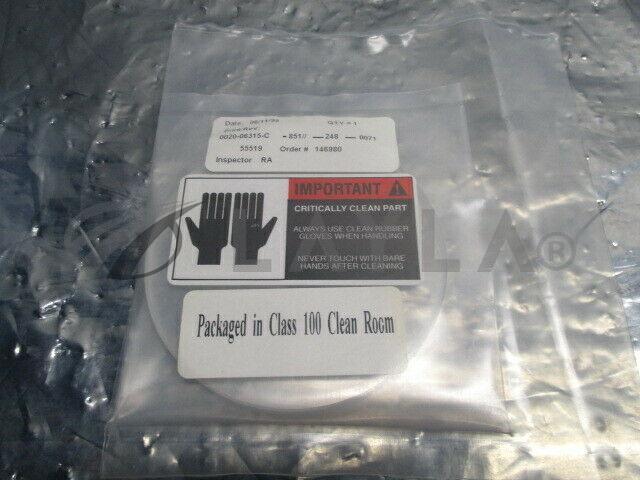 Date: QTY = 1
0020-06315-C - 851// - 248 - 0071
55519 Order # 146980
Inspector RA
IMPORTANT
CRITICALLY CLEAN PART
ALWAYS USE CLEAN RUBBER
GLOVES WHEN HANDLING
NEVER TOUCH WITH BARE
HANDS AFTER CLEANING
Packaged in Class 100 Clean Room